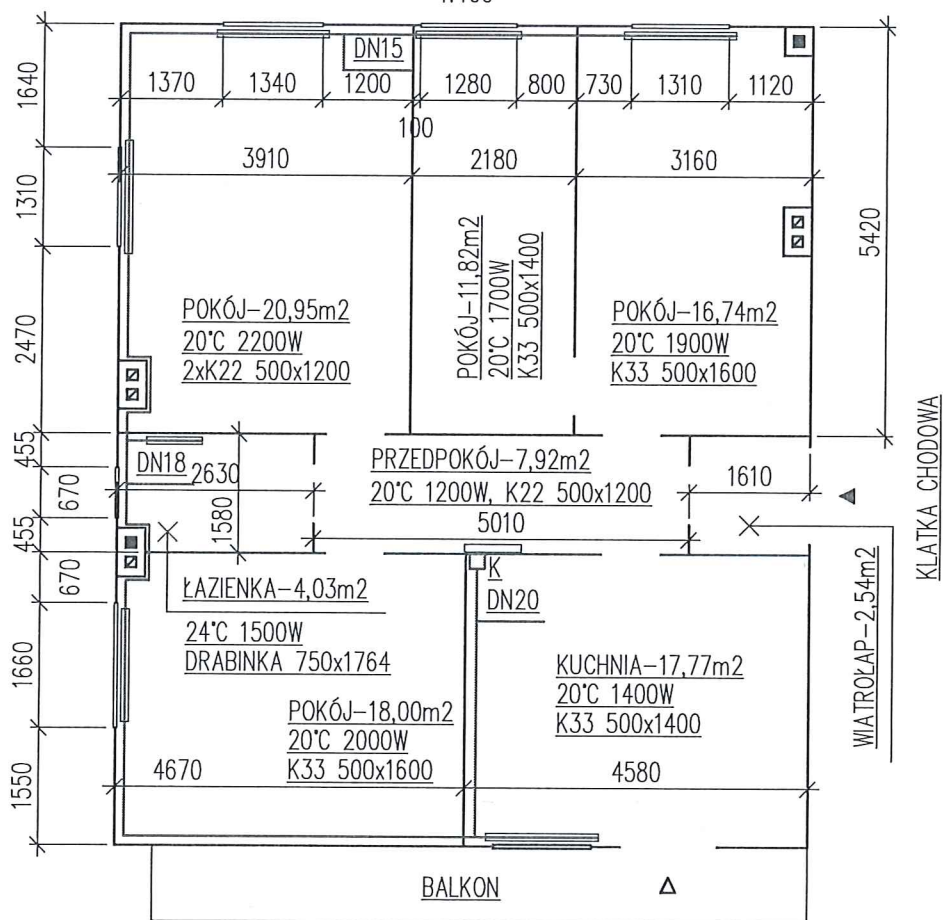 DN15
1370 1340 1200 1280 800 730 1310 1120
100
3910 2180 3160
1640
1310
2470
455
670
455
670
1660
1550
5420
POKÓJ-20,95m2
20°C 2200W
2xK22 500x1200
POKÓJ-11,82m2
20°C 1700W
K33 500x1400
POKÓJ-16,74m2
20°C 1900W
K33 500x1600
DN18
2630
1580
PRZEDPOKÓJ-7,92m2
20°C 1200W, K22 500x1200
5010
1610
KLATKA CHODOWA
WIATROŁAP-2,54m2
ŁAZIENKA-4,03m2
24°C 1500W
DRABINKA 750x1764
K
DN20
POKÓJ-18,00m2
20°C 2000W
K33 500x1600
KUCHNIA-17,77m2
20°C 1400W
K33 500x1400
4670 4580
BALKON